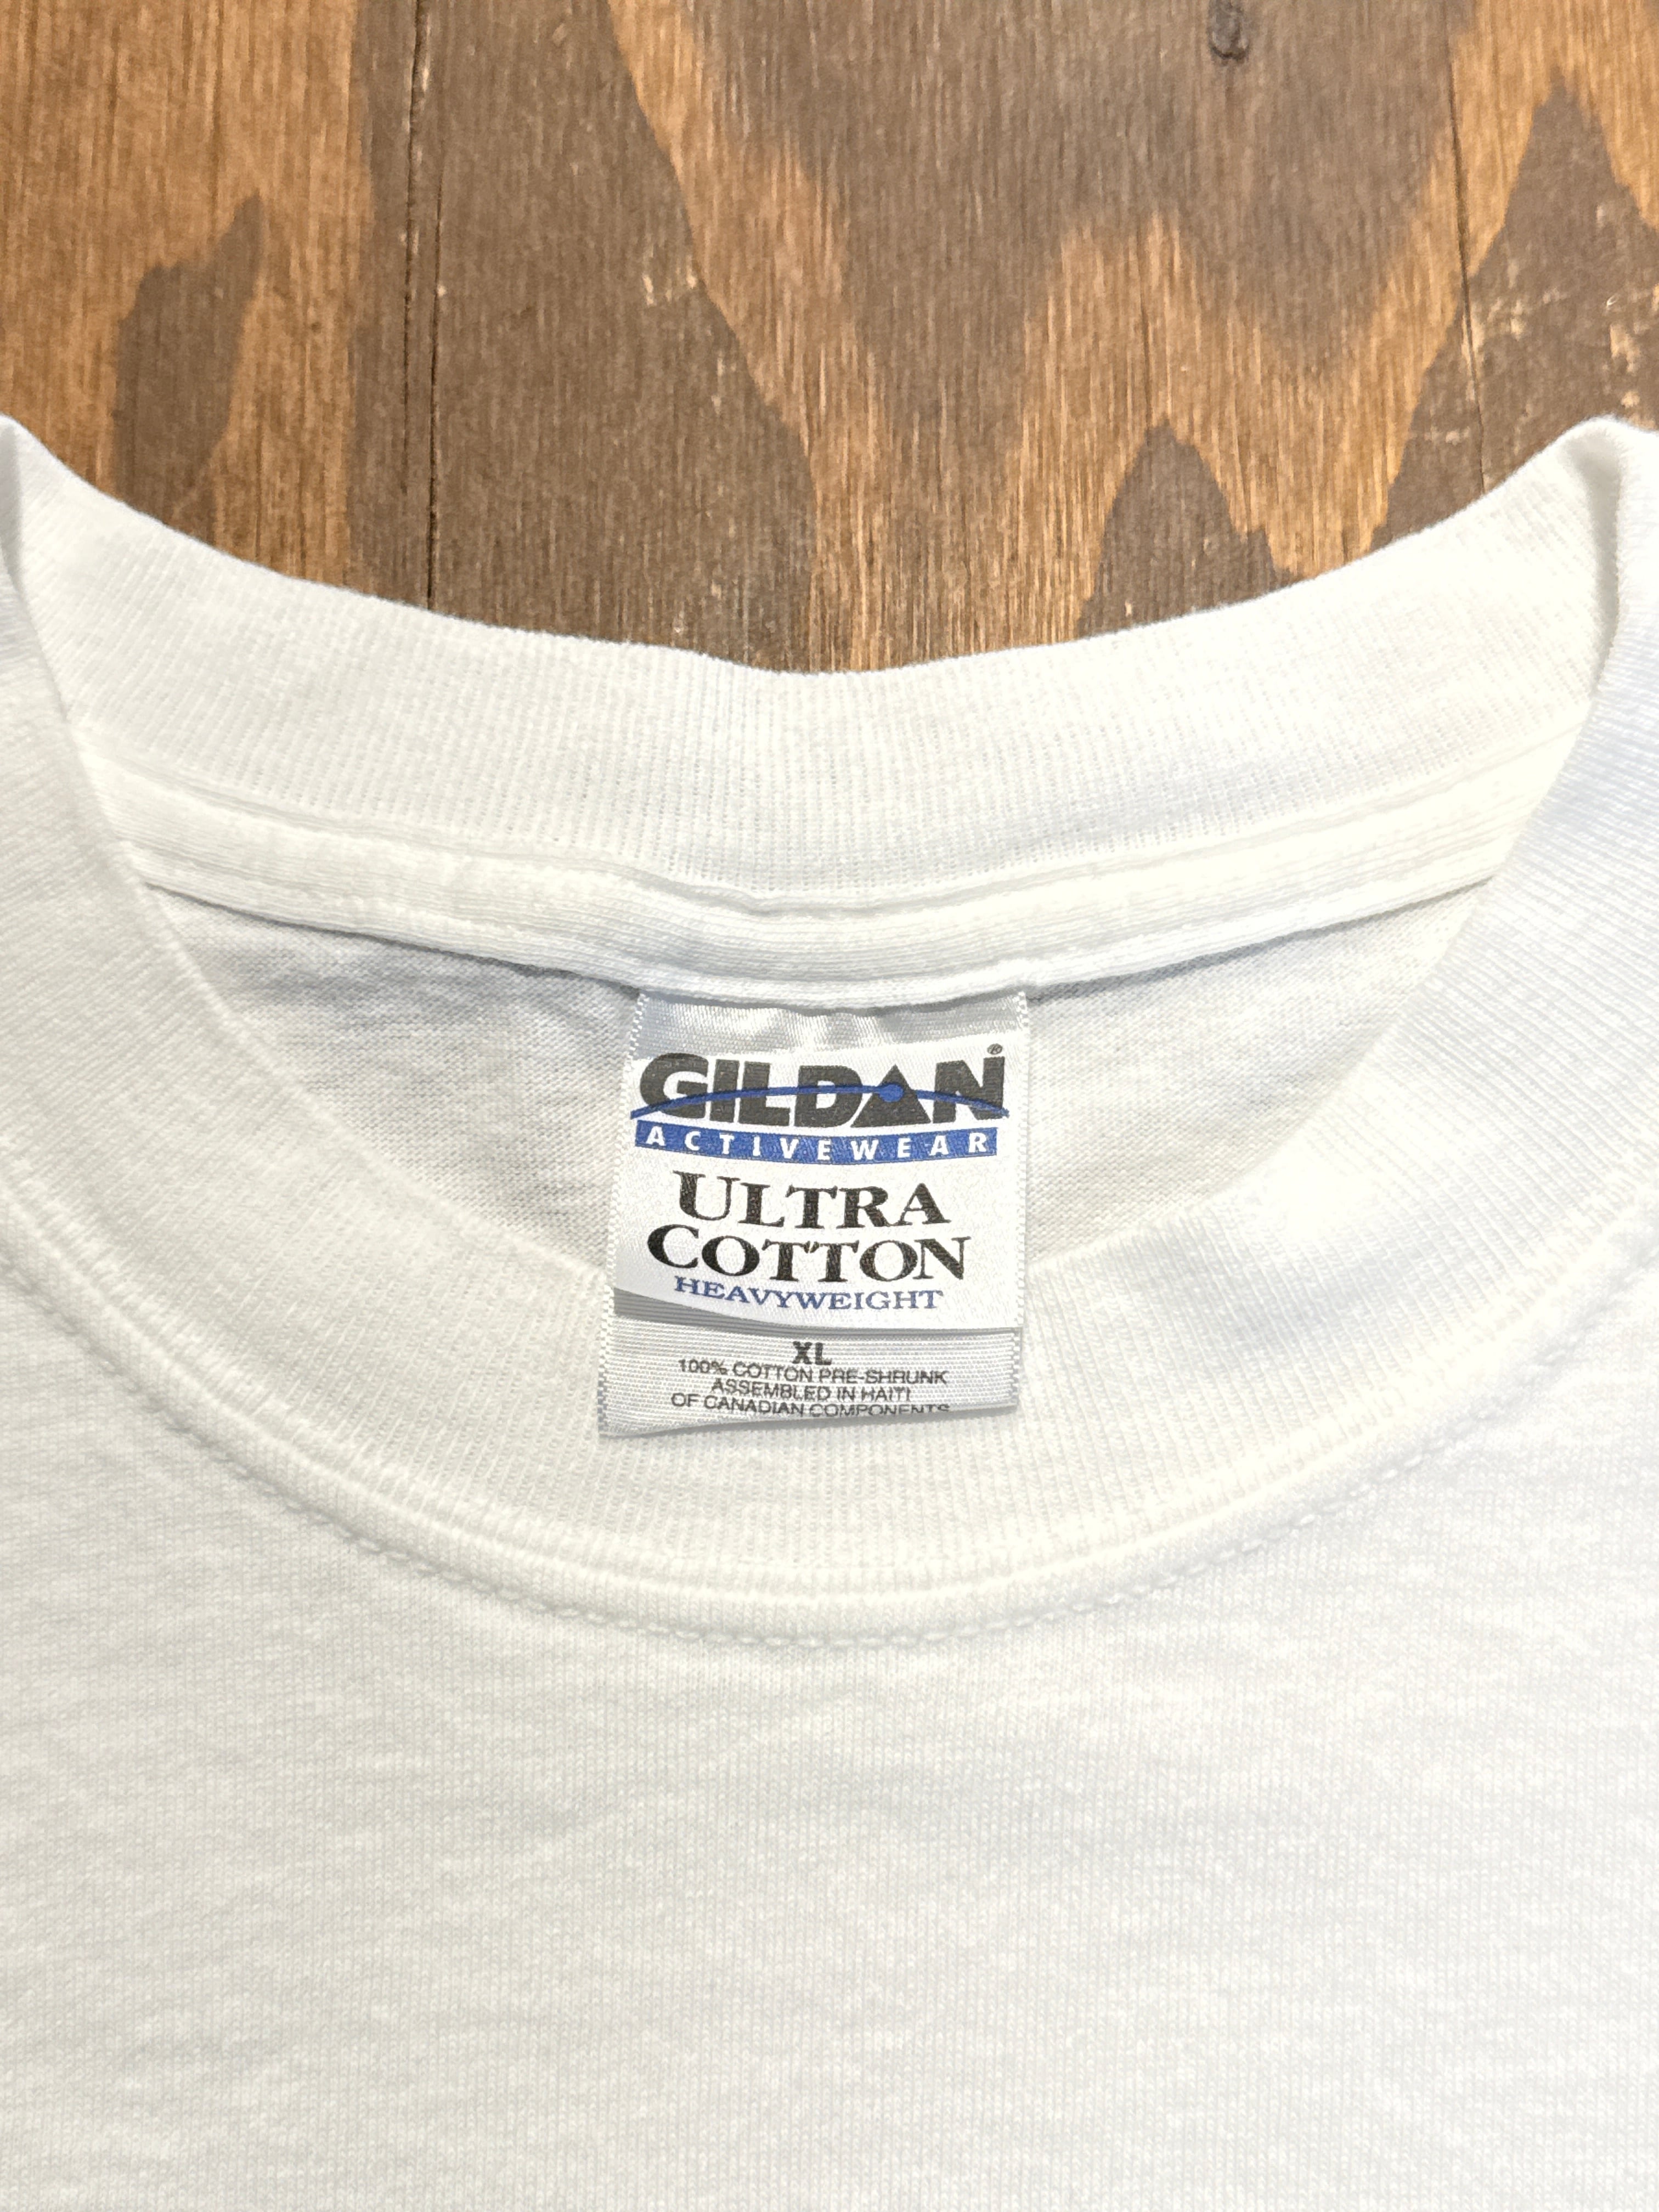 GILDAN®
ACTIVEWEAR
ULTRA
COTTON
HEAVYWEIGHT
XL
100% COTTON PRE-SHRUNK
ASSEMBLED IN HAITI
OF CANADIAN COMPONENTS